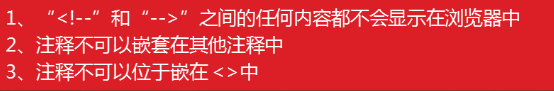 1、“<!--”和“-->”之间的任何内容都不会显示在浏览器中
2、注释不可以嵌套在其他注释中
3、注释不可以位于嵌在 <>中